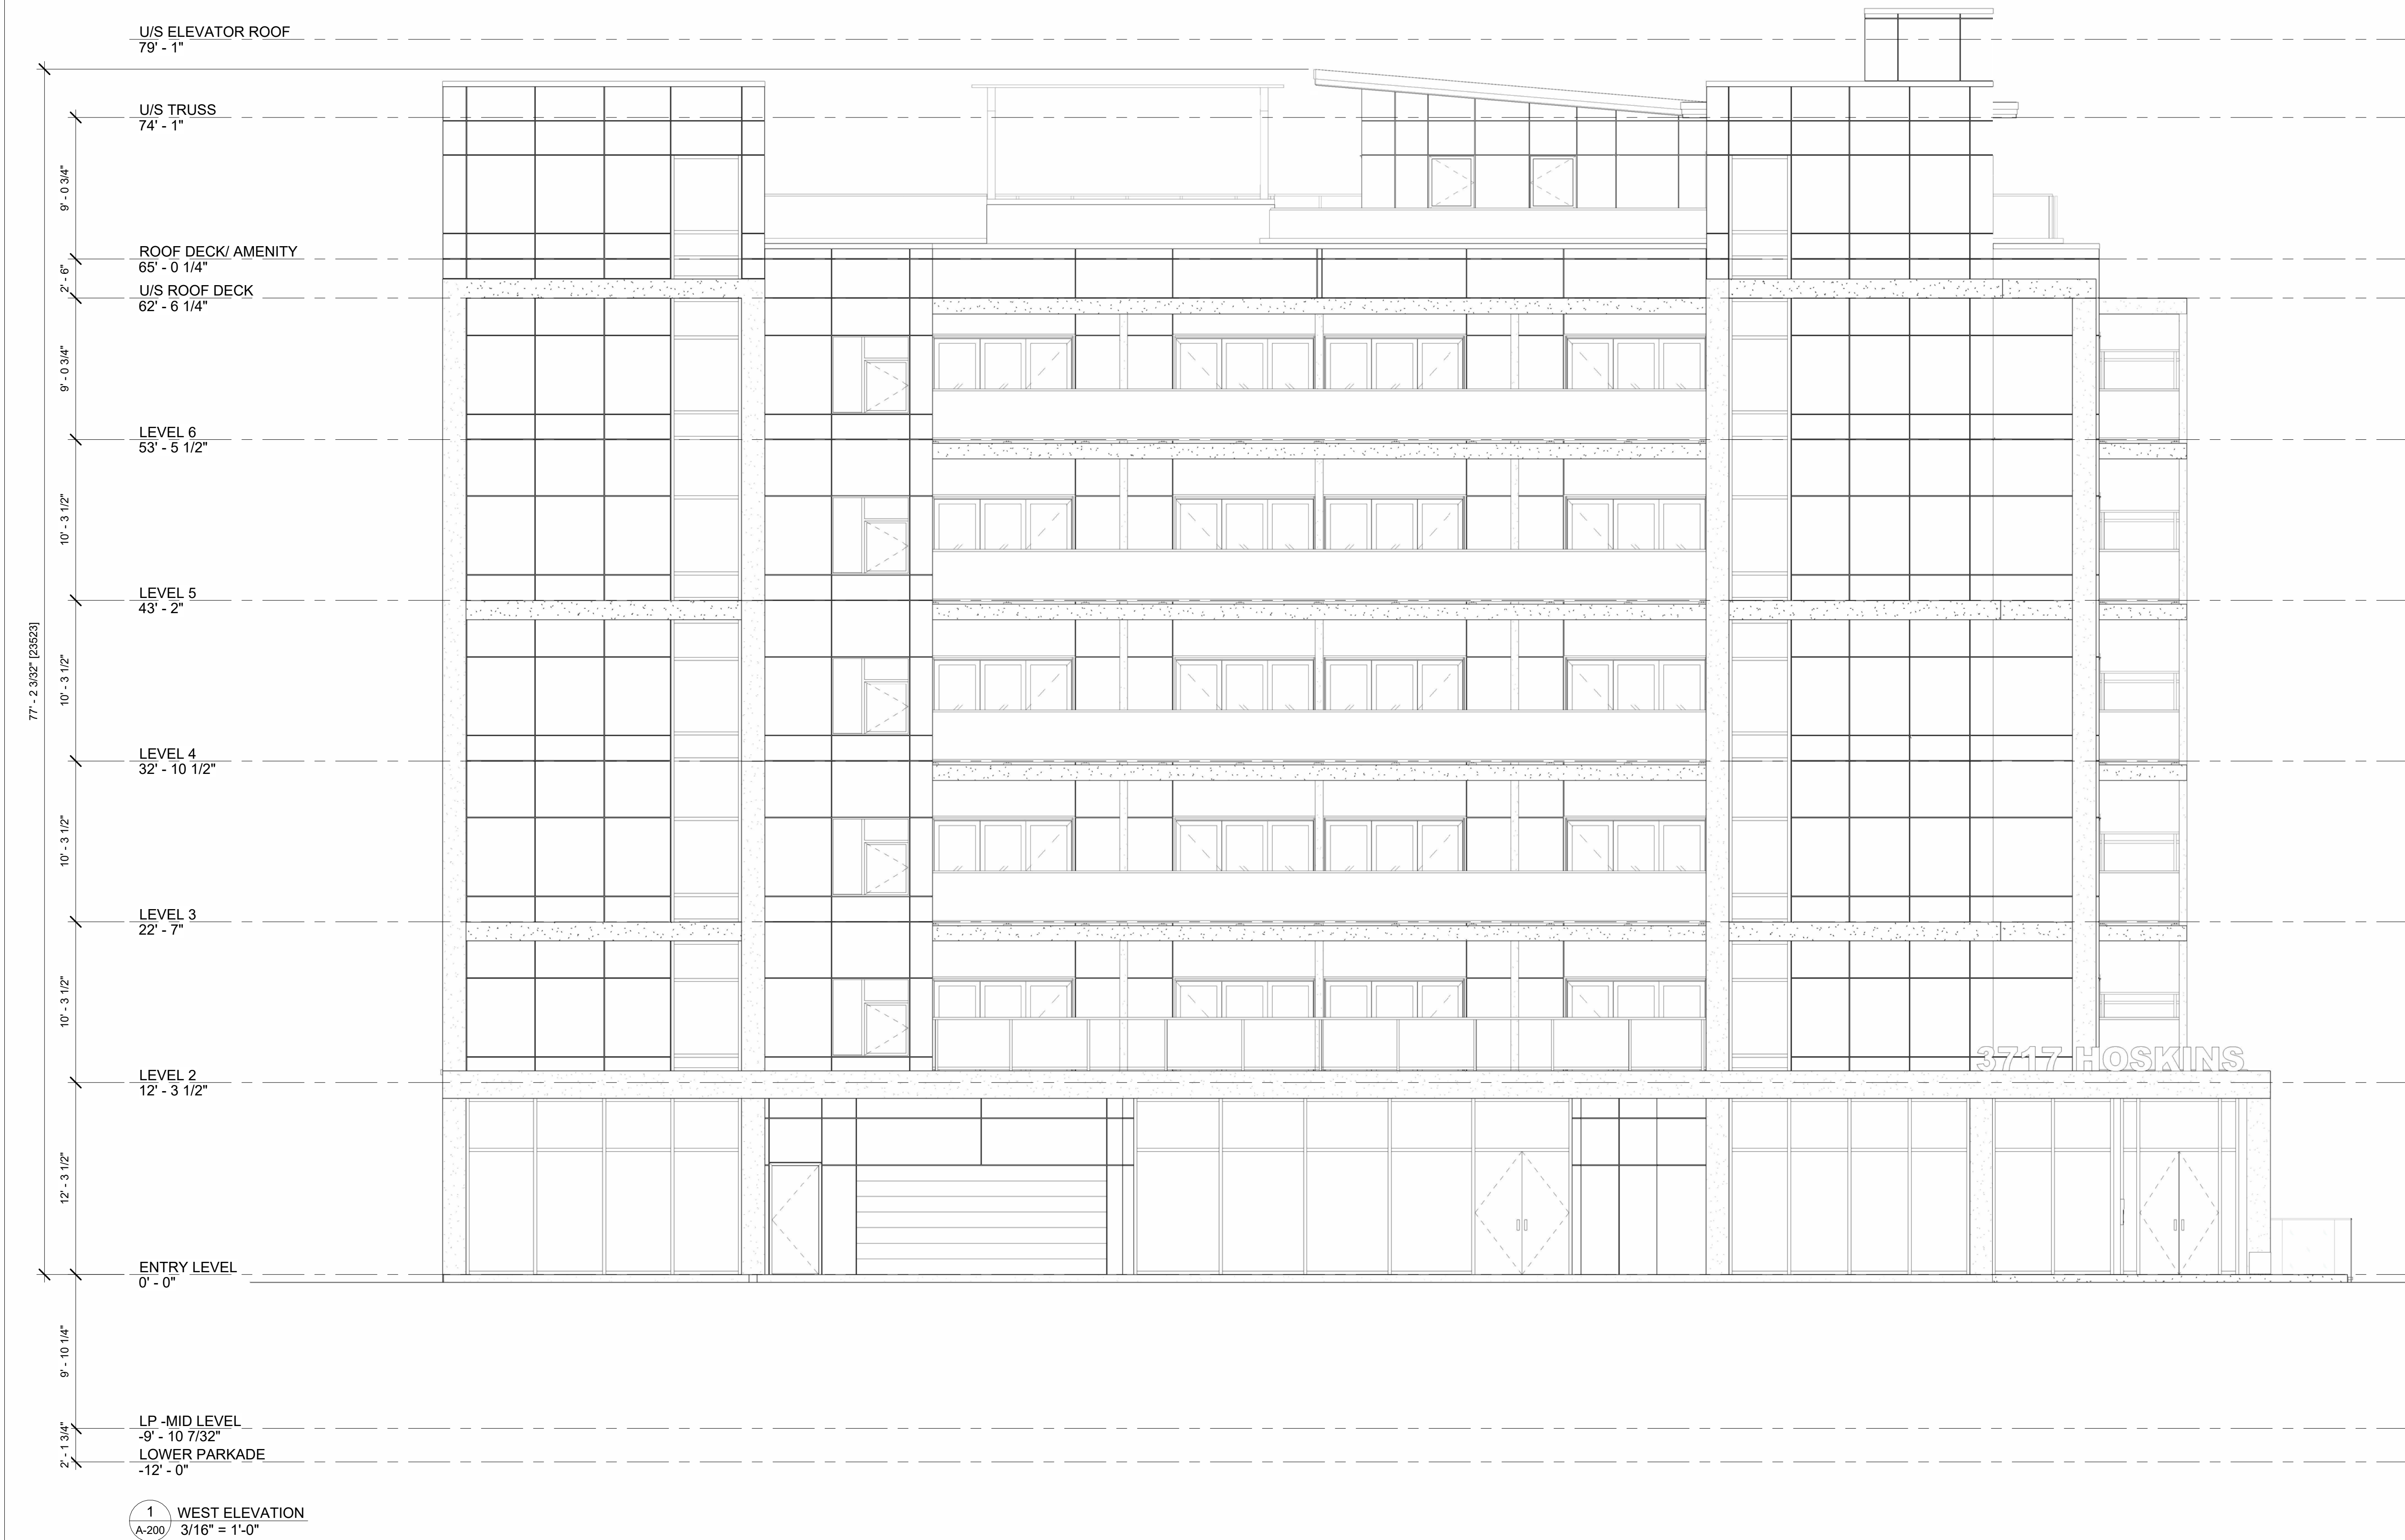 U/S ELEVATOR ROOF
79' - 1"
U/S TRUSS
74' - 1"
9' - 0 3/4"
ROOF DECK/ AMENITY
65' - 0 1/4"
2' - 6"
U/S ROOF DECK
62' - 6 1/4"
9' - 0 3/4"
LEVEL 6
53' - 5 1/2"
10' - 3 1/2"
LEVEL 5
43' - 2"
77' - 2 3/32" [23523]
10' - 3 1/2"
LEVEL 4
32' - 10 1/2"
10' - 3 1/2"
LEVEL 3
22' - 7"
10' - 3 1/2"
3717 HOSKINS
LEVEL 2
12' - 3 1/2"
12' - 3 1/2"
ENTRY LEVEL
0' - 0"
9' - 10 1/4"
LP -MID LEVEL
-9' - 10 7/32"
2' - 1 3/4"
LOWER PARKADE
-12' - 0"
1
A-200
WEST ELEVATION
3/16" = 1'-0"